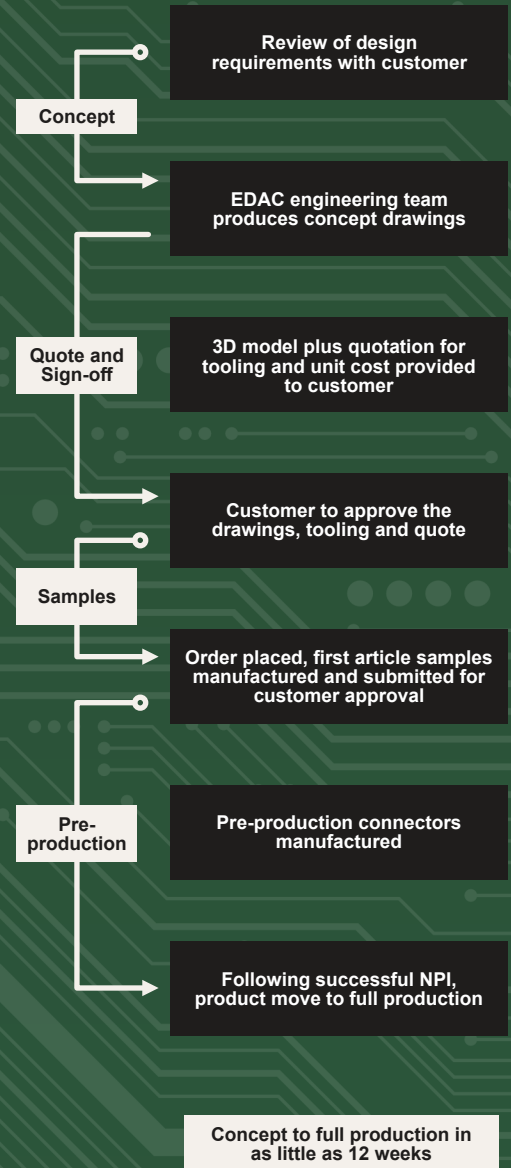 Review of design
requirements with customer
Concept
EDAC engineering team
produces concept drawings
Quote and
Sign-off
3D model plus quotation for
tooling and unit cost provided
to customer
Customer to approve the
drawings, tooling and quote
Samples
Order placed, first article samples
manufactured and submitted for
customer approval
Pre-
production
Pre-production connectors
manufactured
Following successful NPI,
product move to full production
Concept to full production in
as little as 12 weeks